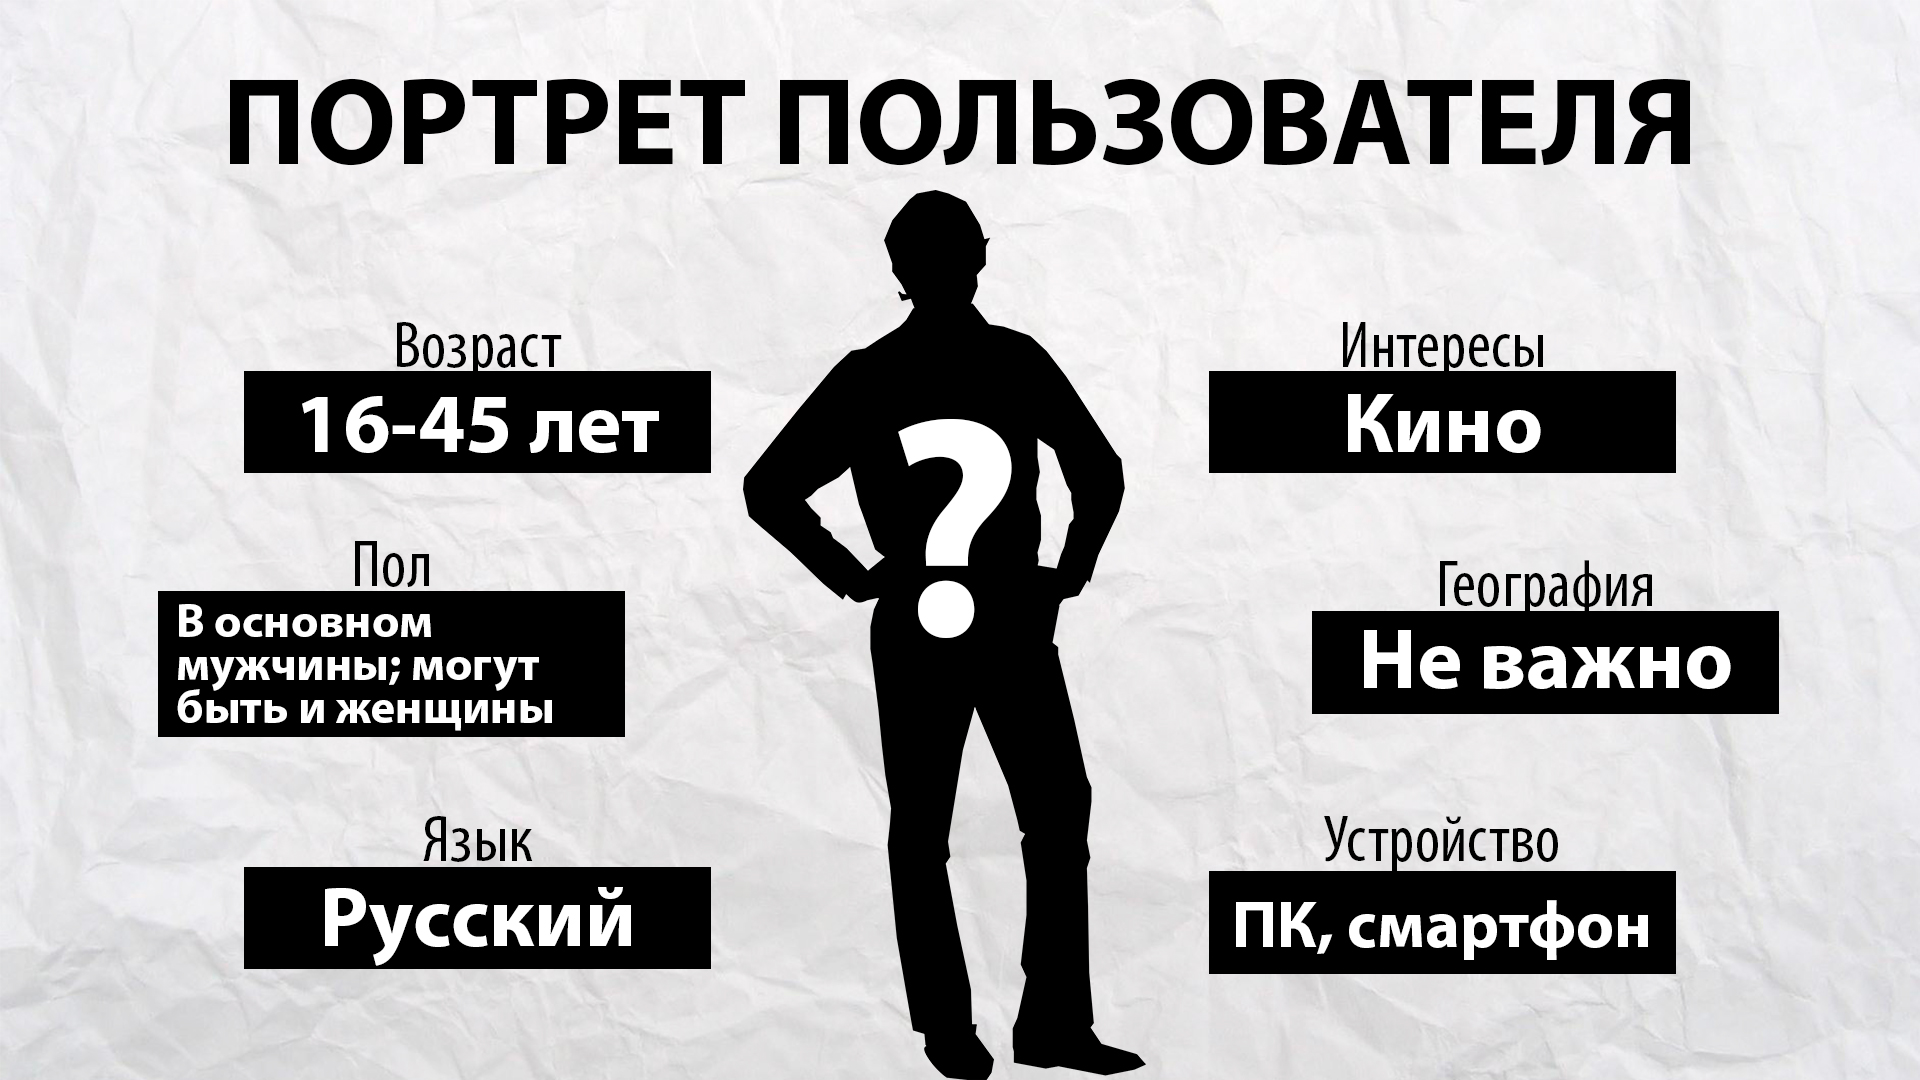 ПОРТРЕТ ПОЛЬЗОВАТЕЛЯ
Возраст
16-45 лет
Пол
В основном
мужчины; могут
быть и женщины
Язык
Русский
?
Интересы
Кино
География
Не важно
Устройство
ПК, смартфон